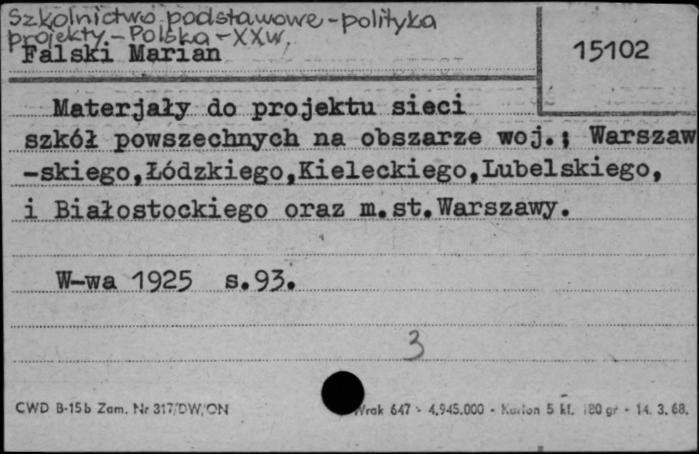 Szkolnictwo podstawowe - polityka
projekty - Polska - XXw.
Falski Marian
15102
Materjały do projektu sieci
szkół powszechnych na obszarze woj.; Warszaw
-skiego, Łódzkiego, Kieleckiego, Lubelskiego,
i Białostockiego oraz m.st.Warszawy.
W-wa 1925 s.93.
3
CWD B-15b Zam. Nr 317/DW/ON Wrak 647 - 4.945.000 - Karton 5 kl. 180 gr - 14. 3. 68.